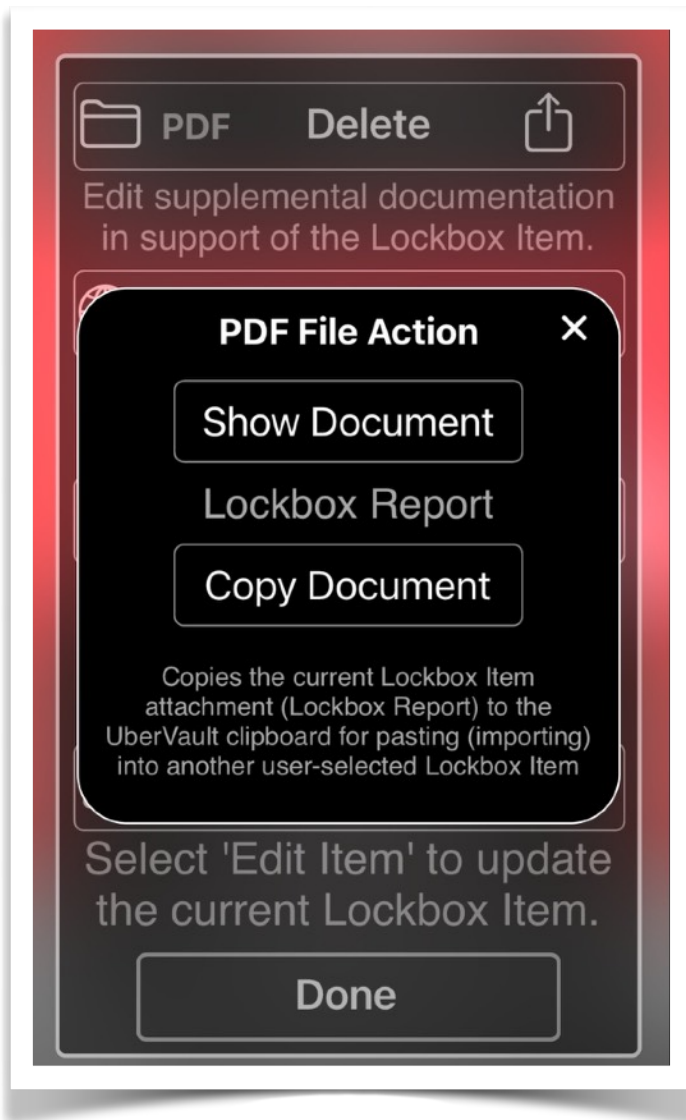 PDF Delete
Edit supplemental documentation
in support of the Lockbox Item.
PDF File Action
Show Document
Lockbox Report
Copy Document
Copies the current Lockbox Item
attachment (Lockbox Report) to the
UberVault clipboard for pasting (importing)
into another user-selected Lockbox Item
Select 'Edit Item' to update
the current Lockbox Item.
Done